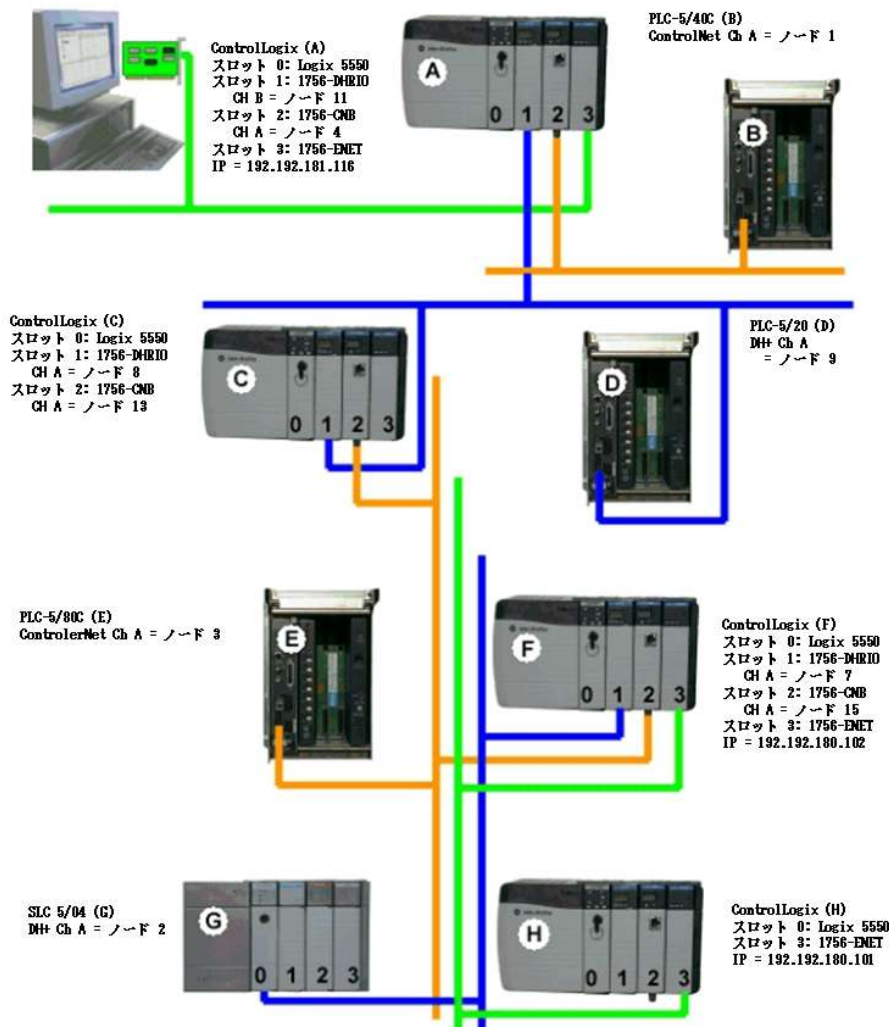 PLC-5/40C (B)
ControlNet Ch A = ノード 1
ControlLogix (A)
スロット 0: Logix 5550
スロット 1: 1756-DHRIO
CH B = ノード 11
スロット 2: 1756-CNB
CH A = ノード 4
スロット 3: 1756-ENET
IP = 192.192.181.116
A
0 1 2 3
B
ControlLogix (C)
スロット 0: Logix 5550
スロット 1: 1756-DHRIO
CH A = ノード 8
スロット 2: 1756-CNB
CH A = ノード 13
C
0 1 2 3
D
PLC-5/20 (D)
DH+ Ch A
= ノード 9
PLC-5/80C (E)
ControlerNet Ch A = ノード 3
E
F
0 1 2 3
ControlLogix (F)
スロット 0: Logix 5550
スロット 1: 1756-DHRIO
CH A = ノード 7
スロット 2: 1756-CNB
CH A = ノード 15
スロット 3: 1756-ENET
IP = 192.192.180.102
SLC 5/04 (G)
DH+ Ch A = ノード 2
G
0 1 2 3
H
0 1 2 3
ControlLogix (H)
スロット 0: Logix 5550
スロット 3: 1756-ENET
IP = 192.192.180.101